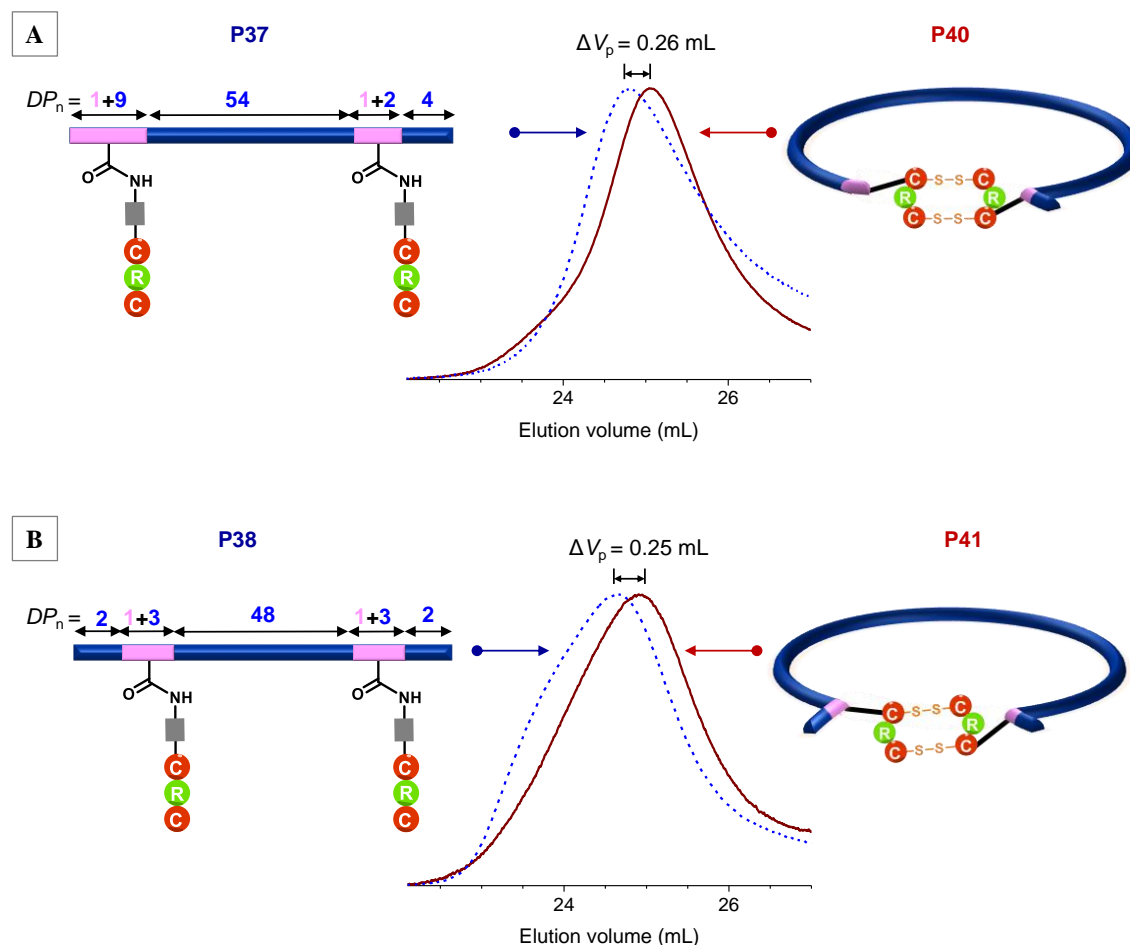 A
P37
ΔVp = 0.26 mL
P40
DPn = 1+9 54 1+2 4
O NH O NH
C C
R R
C C
C S S C
R R
C S S C
24 26
Elution volume (mL)
B
P38
ΔVp = 0.25 mL
P41
DPn = 2 1+3 48 1+3 2
O NH O NH
C C
R R
C C
C S S C
R R
C S S C
24 26
Elution volume (mL)